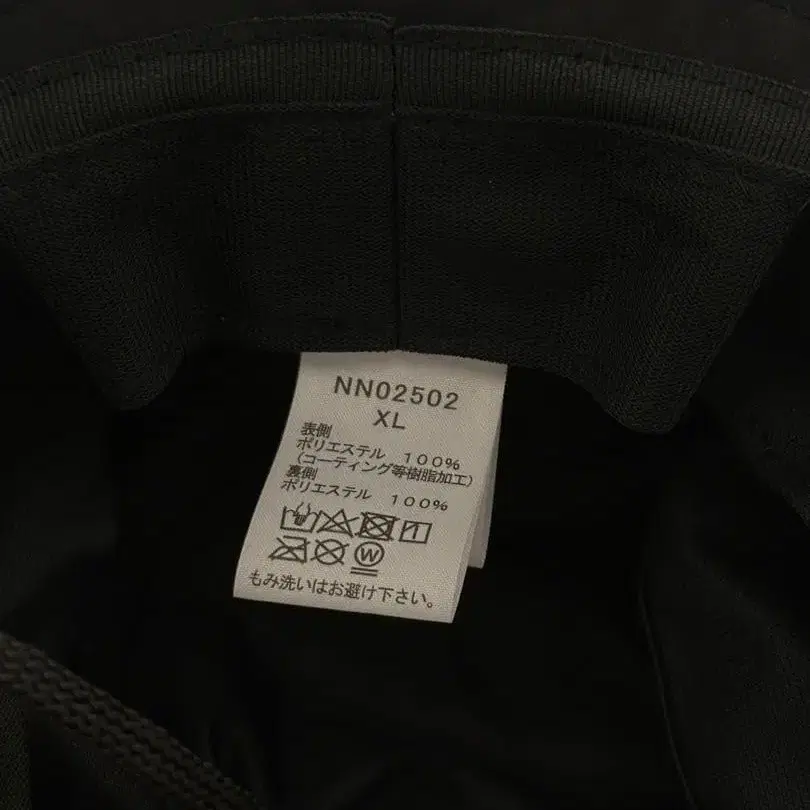 NN02502
XL
表側
ポリエステル １００％
（コーティング等樹脂加工）
裏側
ポリエステル １００％
W
もみ洗いはお避け下さい。